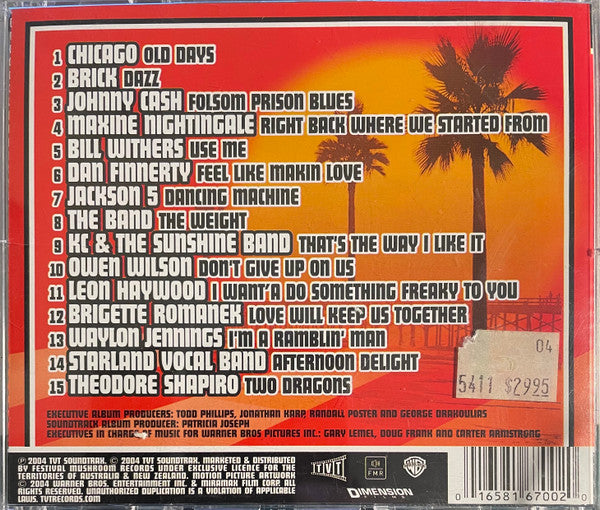 1 CHICAGO OLD DAYS
2 BRICK DAZZ
3 JOHNNY CASH FOLSOM PRISON BLUES
4 MAXINE NIGHTINGALE RIGHT BACK WHERE WE STARTED FROM
5 BILL WITHERS USE ME
6 DAN FINNERTY FEEL LIKE MAKIN LOVE
7 JACKSON 5 DANCING MACHINE
8 THE BAND THE WEIGHT
9 KC & THE SUNSHINE BAND THAT'S THE WAY I LIKE IT
10 OWEN WILSON DON'T GIVE UP ON US
11 LEON HAYWOOD I WANT'A DO SOMETHING FREAKY TO YOU
12 BRIGETTE ROMANEK LOVE WILL KEEP US TOGETHER
13 WAYLON JENNINGS I'M A RAMBLIN' MAN
14 STARLAND VOCAL BAND AFTERNOON DELIGHT
15 THEODORE SHAPIRO TWO DRAGONS
04
5411 $2995
EXECUTIVE ALBUM PRODUCERS: TODD PHILLIPS, JONATHAN KARP, RANDALL POSTER AND GEORGE DRAKOULIAS
SOUNDTRACK ALBUM PRODUCER: PATRICIA JOSEPH
EXECUTIVES IN CHARGE MUSIC FOR WARNER BROS PICTURES INC.: GARY LEMEL, DOUG FRANK AND CARTER ARMSTRONG
℗ 2004 TVT SOUNDTRAX. © 2004 TVT SOUNDTRAX. MARKETED & DISTRIBUTED
BY FESTIVAL MUSHROOM RECORDS UNDER EXCLUSIVE LICENCE FOR THE
TERRITORIES OF AUSTRALIA & NEW ZEALAND. MOTION PICTURE ARTWORK
© 2004 WARNER BROS. ENTERTAINMENT INC. & MIRAMAX FILM CORP. ALL
RIGHTS RESERVED. UNAUTHORIZED DUPLICATION IS A VIOLATION OF APPLICABLE
LAWS. TVTRECORDS.COM
TVT
FMR
WB
DIMENSION
0 16581 67002 0